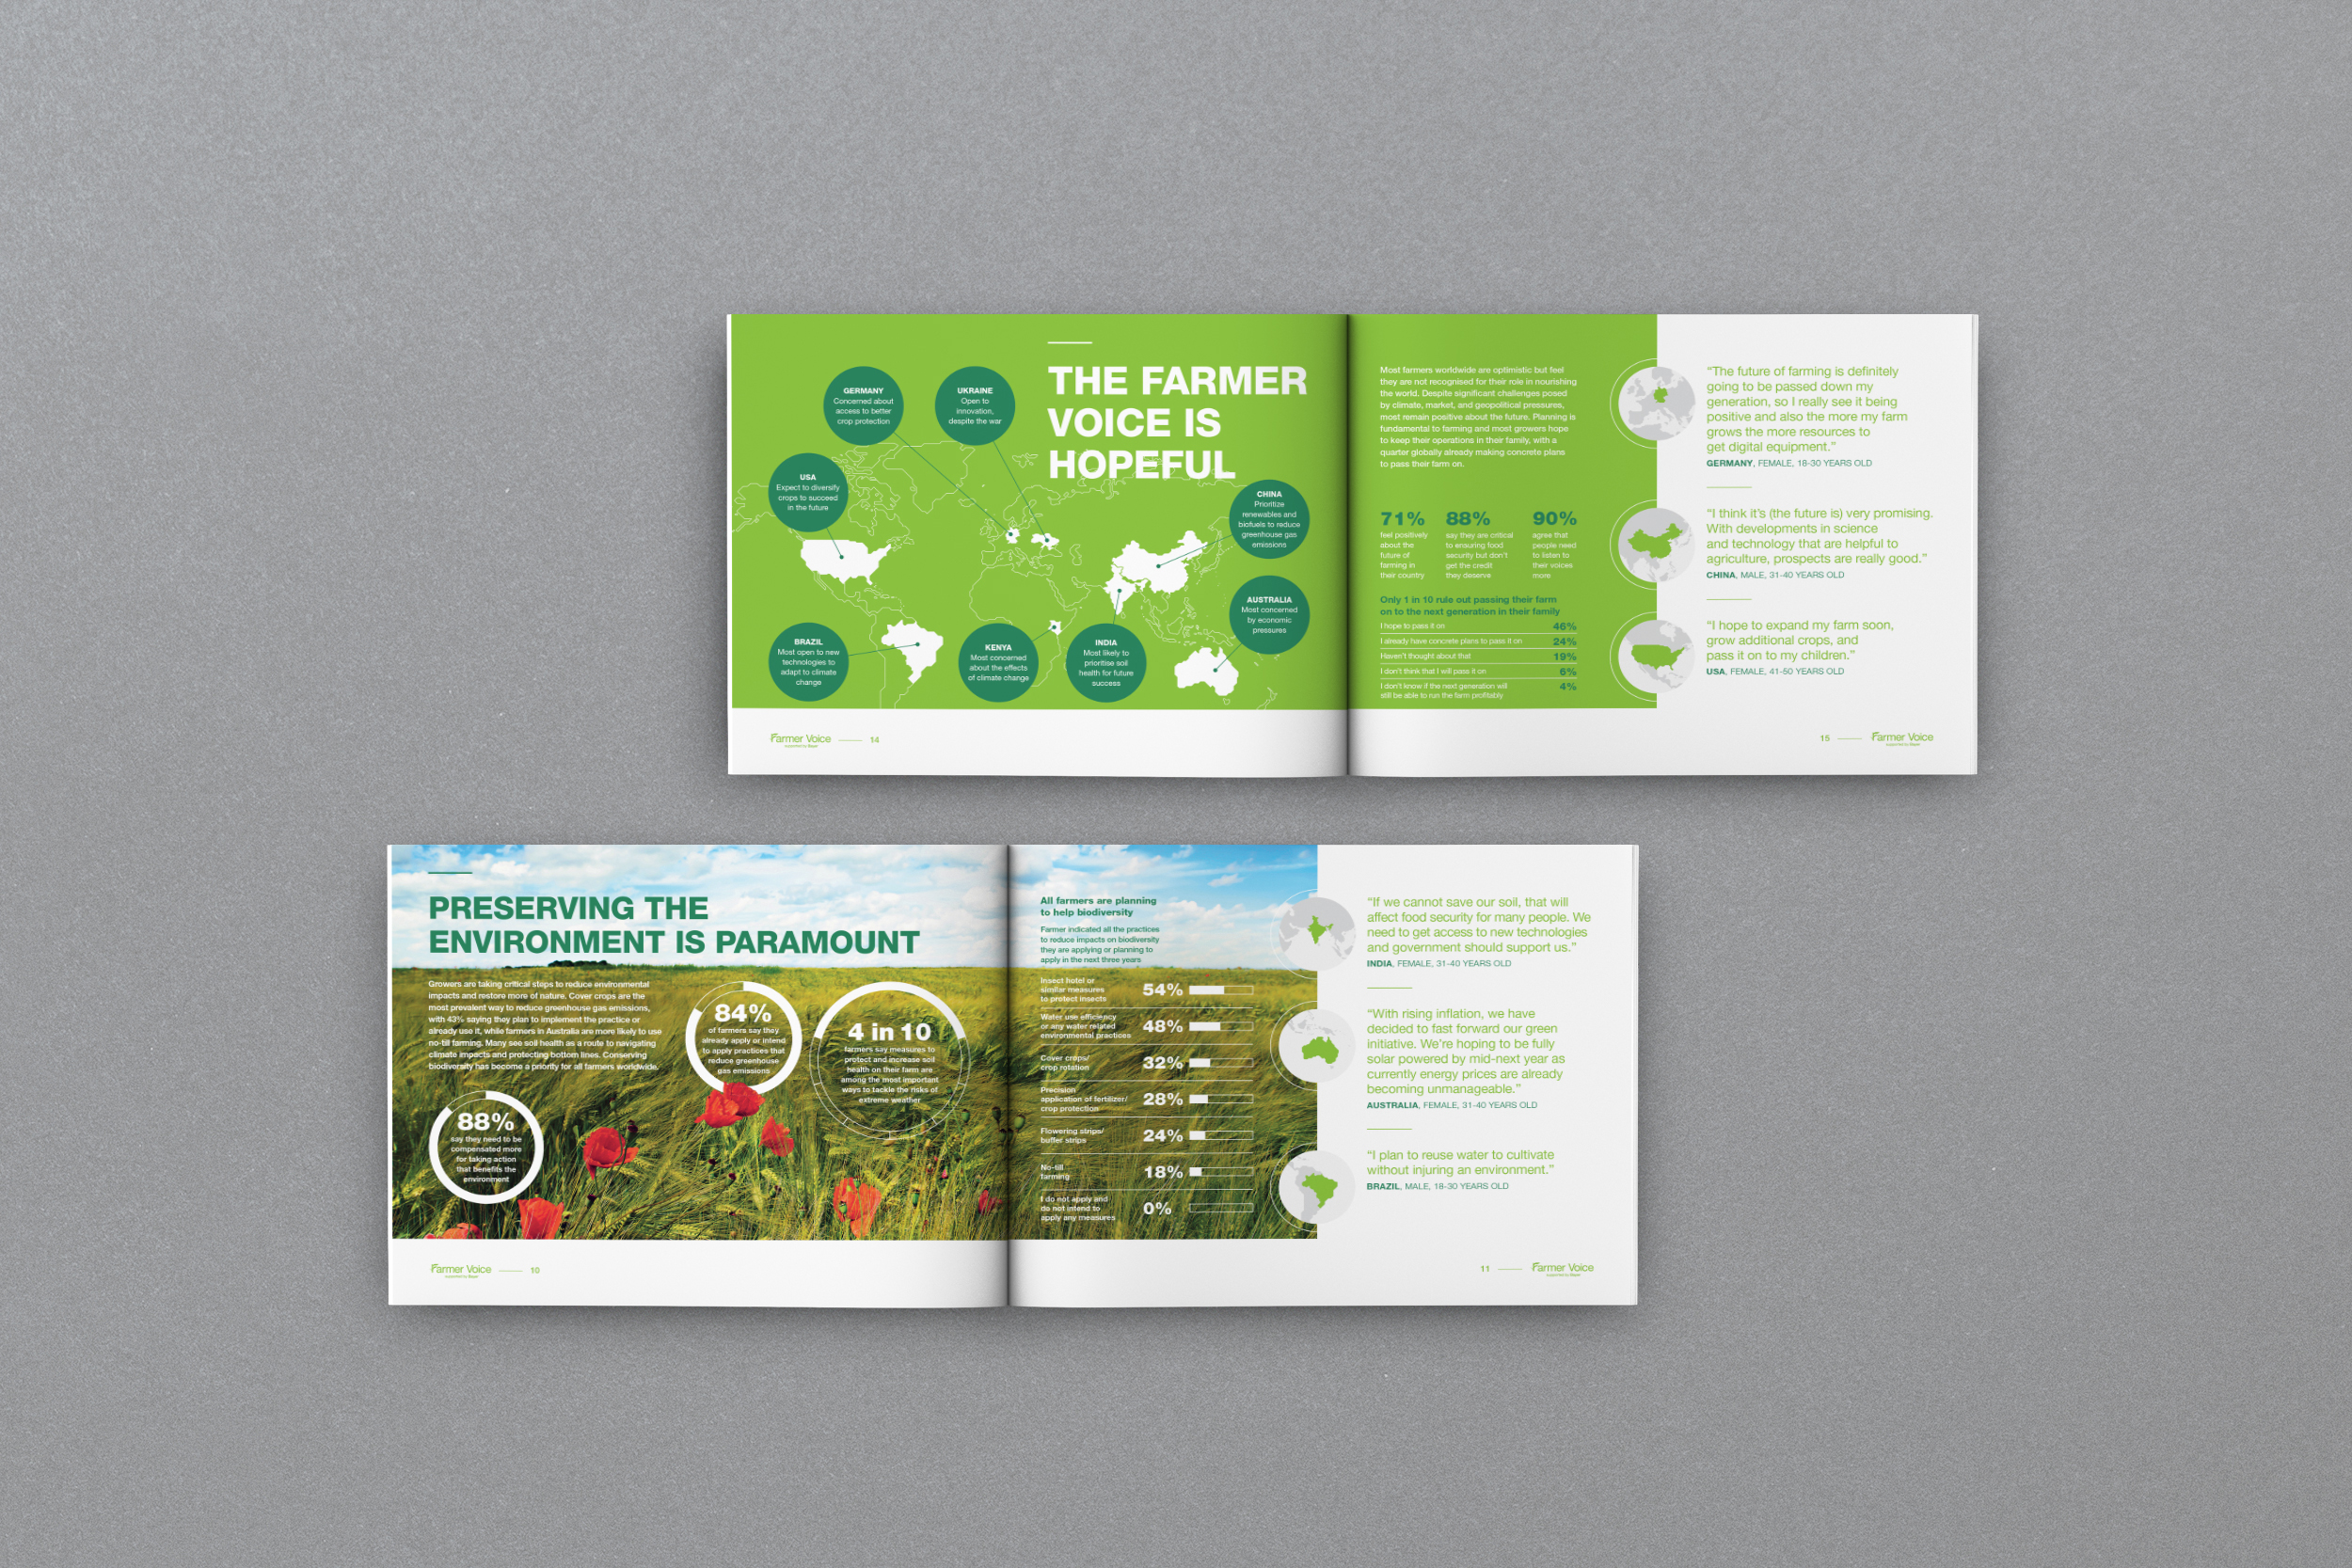 THE FARMER
VOICE IS
HOPEFUL
GERMANY
Concerned about
access to better
crop protection
UKRAINE
Open to
innovation,
despite the war
USA
Expect to diversify
crops to succeed
in the future
CHINA
Prioritize
renewables and
biofuels to reduce
greenhouse gas
emissions
AUSTRALIA
Most concerned
by economic
pressures
BRAZIL
Most open to new
technologies to
adapt to climate
change
KENYA
Most concerned
about the effects
of climate change
INDIA
Most likely to
prioritise soil
health for future
success
Farmer Voice
supported by Bayer
14
Most farmers worldwide are optimistic but feel
they are not recognised for their role in nourishing
the world. Despite significant challenges posed
by climate, market, and geopolitical pressures,
most remain positive about the future. Planning is
fundamental to farming and most growers hope
to keep their operations in their family, with a
quarter globally already making concrete plans
to pass their farm on.
71%
feel positively
about the
future of
farming in
their country
88%
say they are critical
to ensuring food
security but don't
get the credit
they deserve
90%
agree that
people need
to listen to
their voices
more
Only 1 in 10 rule out passing their farm
on to the next generation in their family
I hope to pass it on 46%
I already have concrete plans to pass it on 24%
Haven't thought about that 19%
I don't think that I will pass it on 6%
I don't know if the next generation will 4%
still be able to run the farm profitably
“The future of farming is definitely
going to be passed down my
generation, so I really see it being
positive and also the more my farm
grows the more resources to
get digital equipment.”
GERMANY, FEMALE, 18-30 YEARS OLD
“I think it’s (the future is) very promising.
With developments in science
and technology that are helpful to
agriculture, prospects are really good.”
CHINA, MALE, 31-40 YEARS OLD
“I hope to expand my farm soon,
grow additional crops, and
pass it on to my children.”
USA, FEMALE, 41-50 YEARS OLD
15
Farmer Voice
supported by Bayer
PRESERVING THE
ENVIRONMENT IS PARAMOUNT
Growers are taking critical steps to reduce environmental
impacts and restore more of nature. Cover crops are the
most prevalent way to reduce greenhouse gas emissions,
with 43% saying they plan to implement the practice or
already use it, while farmers in Australia are more likely to use
no-till farming. Many see soil health as a route to navigating
climate impacts and protecting bottom lines. Conserving
biodiversity has become a priority for all farmers worldwide.
88%
say they need to be
compensated more
for taking action
that benefits the
environment
84%
of farmers say they
already apply or intend
to apply practices that
reduce greenhouse
gas emissions
4 in 10
farmers say measures to
protect and increase soil
health on their farm are
among the most important
ways to tackle the risks of
extreme weather
Farmer Voice
supported by Bayer
10
All farmers are planning
to help biodiversity
Farmer indicated all the practices
to reduce impacts on biodiversity
they are applying or planning to
apply in the next three years
Insect hotel or
similar measures
to protect insects
54%
Water use efficiency
or any water related
environmental practices
48%
Cover crops/
crop rotation
32%
Precision
application of fertilizer/
crop protection
28%
Flowering strips/
buffer strips
24%
No-till
farming
18%
I do not apply and
do not intend to
apply any measures
0%
“If we cannot save our soil, that will
affect food security for many people. We
need to get access to new technologies
and government should support us.”
INDIA, FEMALE, 31-40 YEARS OLD
“With rising inflation, we have
decided to fast forward our green
initiative. We’re hoping to be fully
solar powered by mid-next year as
currently energy prices are already
becoming unmanageable.”
AUSTRALIA, FEMALE, 31-40 YEARS OLD
“I plan to reuse water to cultivate
without injuring an environment.”
BRAZIL, MALE, 18-30 YEARS OLD
11
Farmer Voice
supported by Bayer